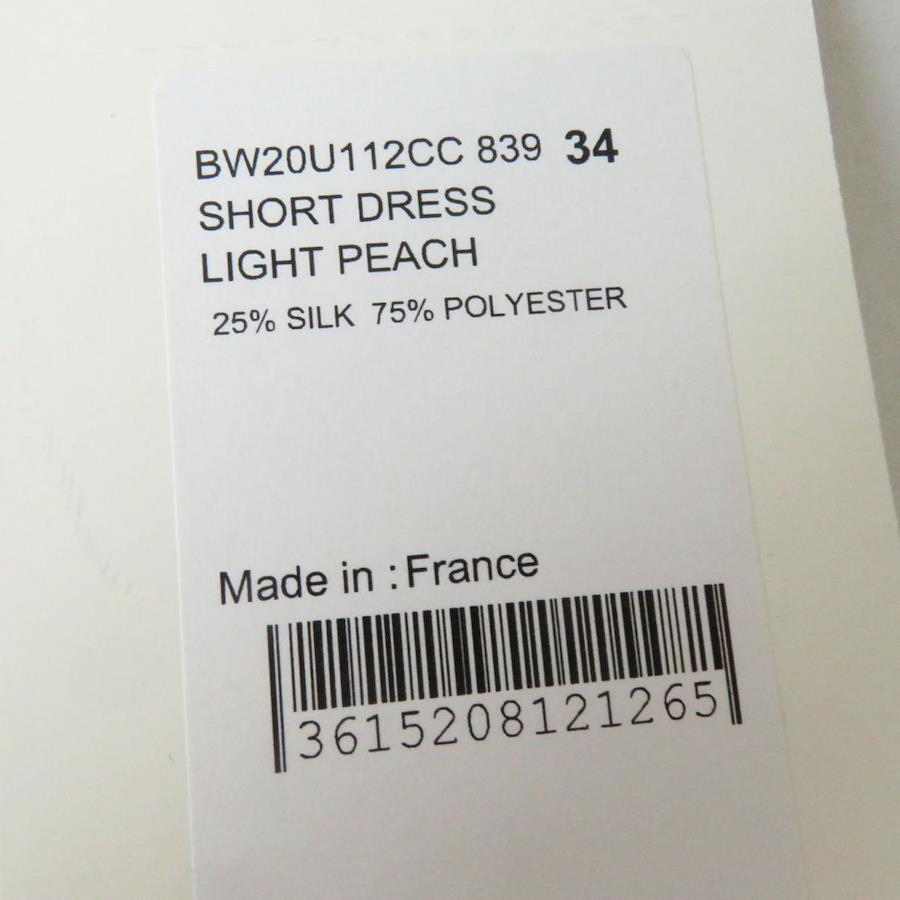 BW20U112CC 839 34
SHORT DRESS
LIGHT PEACH
25% SILK 75% POLYESTER
Made in : France
3615208121265